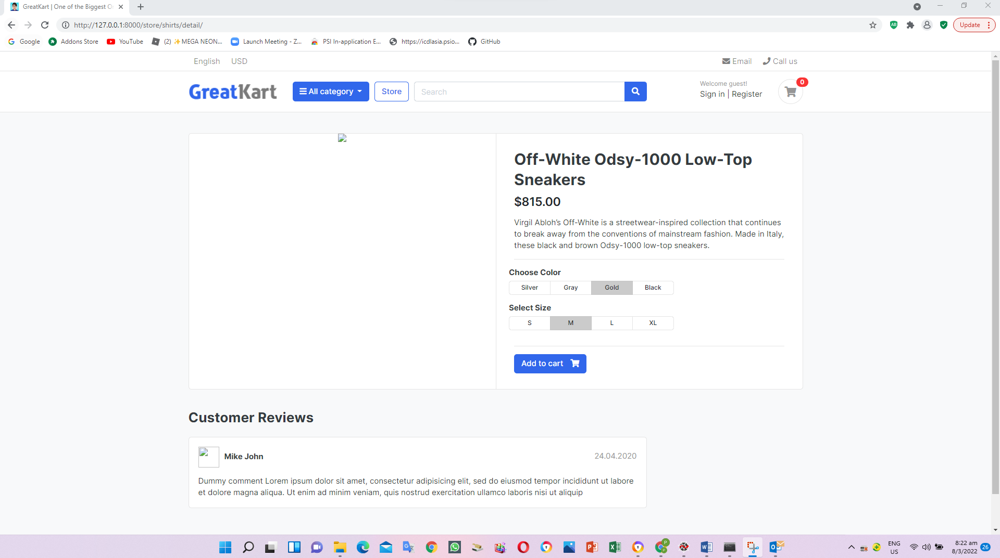 GreatKart | One of the Biggest O
http://127.0.0.1:8000/store/shirts/detail/
Update
Google
Addons Store
YouTube
(2) ✨MEGA NEON...
Launch Meeting - Z...
PSI In-application E...
https://icdlasia.psio...
GitHub
English USD
Email Call us
GreatKart
All category
Store
Search
Welcome guest!
Sign in | Register
0
Off-White Odsy-1000 Low-Top
Sneakers
$815.00
Virgil Abloh’s Off-White is a streetwear-inspired collection that continues
to break away from the conventions of mainstream fashion. Made in Italy,
these black and brown Odsy-1000 low-top sneakers.
Choose Color
Silver Gray Gold Black
Select Size
S M L XL
Add to cart
Customer Reviews
Mike John
24.04.2020
Dummy comment Lorem ipsum dolor sit amet, consectetur adipisicing elit, sed do eiusmod tempor incididunt ut labore
et dolore magna aliqua. Ut enim ad minim veniam, quis nostrud exercitation ullamco laboris nisi ut aliquip
ENG
US
8:22 am
8/3/2022
26